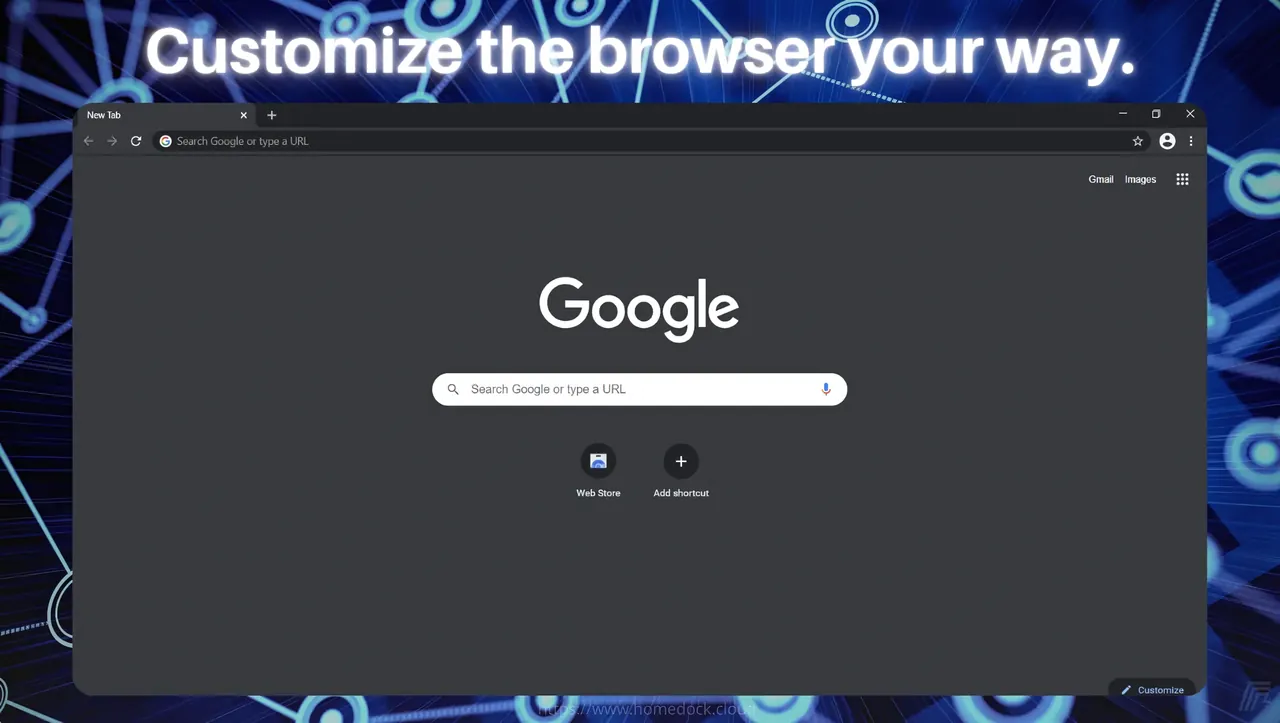 Customize the browser your way.
New Tab
Search Google or type a URL
Gmail Images
Google
Search Google or type a URL
Web Store Add shortcut
Customize
https://www.homedock.cloud